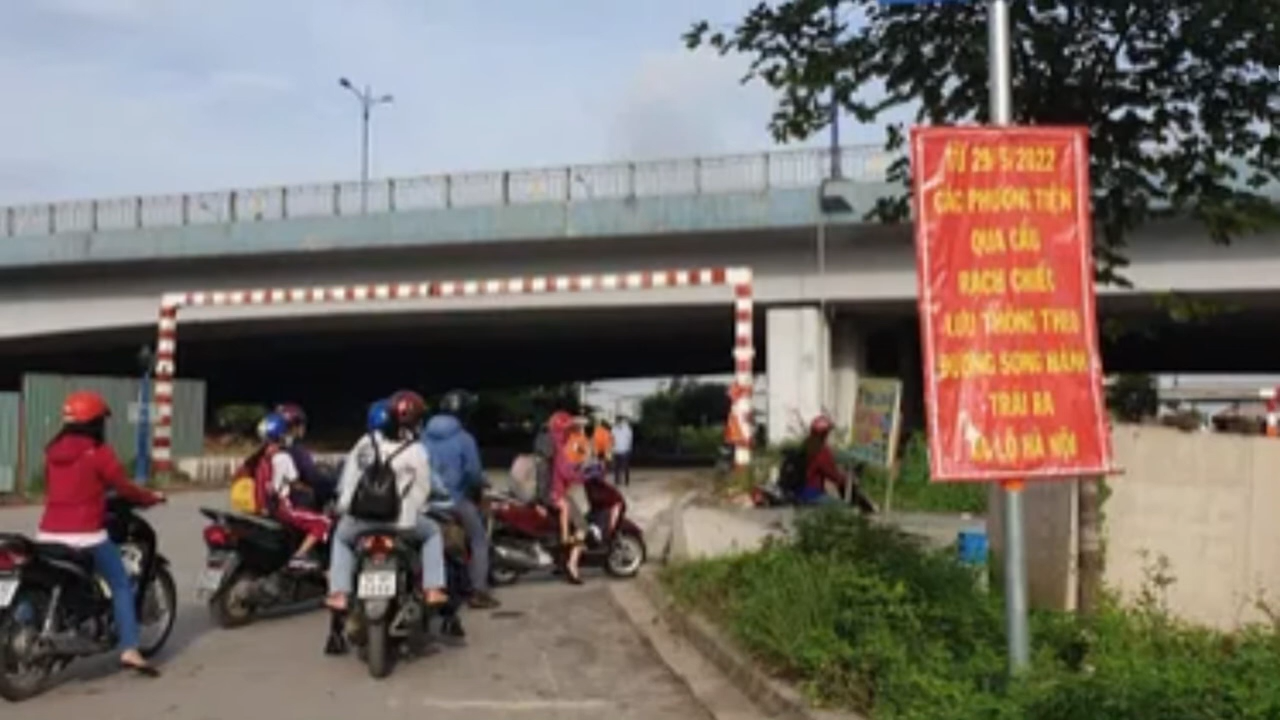 TỪ 29/5/2022
CÁC PHƯƠNG TIỆN
QUA CẦU
RẠCH CHIẾC
LƯU THÔNG THEO
ĐƯỜNG SONG HÀNH
TRÁI RA
XA LỘ HÀ NỘI